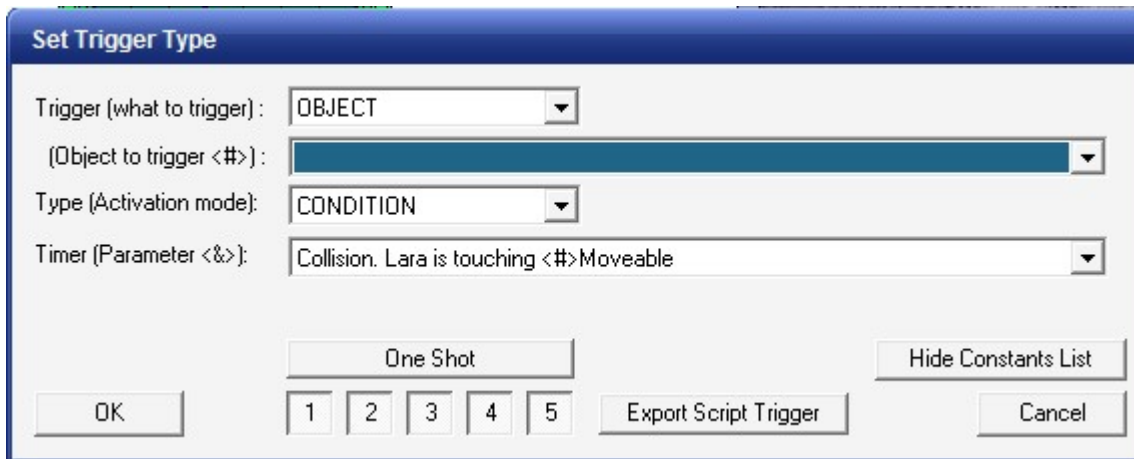 Set Trigger Type
Trigger (what to trigger) : OBJECT
(Object to trigger <#>) :
Type (Activation mode): CONDITION
Timer (Parameter <&>): Collision. Lara is touching <#>Moveable
One Shot Hide Constants List
OK 1 2 3 4 5 Export Script Trigger Cancel